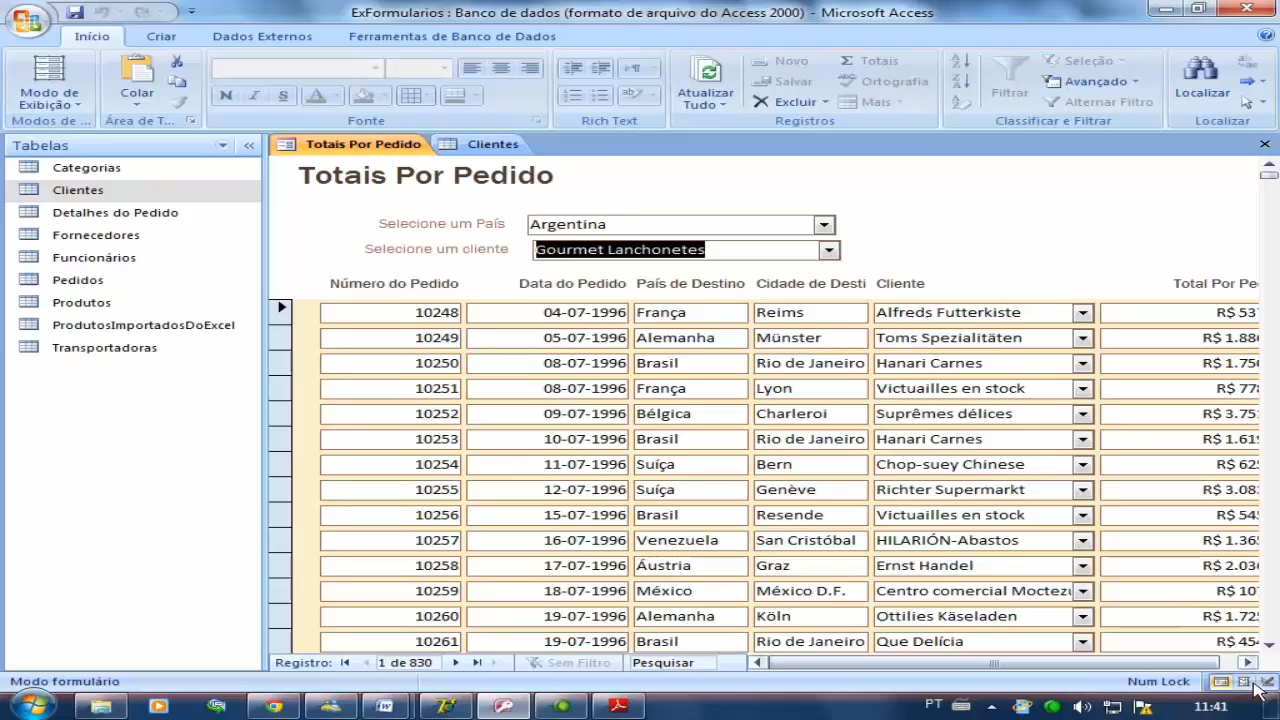 ExFormularios : Banco de dados (formato de arquivo do Access 2000) - Microsoft Access
Início Criar Dados Externos Ferramentas de Banco de Dados
Modo de Exibição
Modos de ...
Colar
Área de T...
N I S
Fonte
Rich Text
Atualizar Tudo
Novo
Salvar
Excluir
Totais
Ortografia
Mais
Registros
Filtrar
Seleção
Avançado
Alternar Filtro
Classificar e Filtrar
Localizar
Localizar
Tabelas
Categorias
Clientes
Detalhes do Pedido
Fornecedores
Funcionários
Pedidos
Produtos
ProdutosImportadosDoExcel
Transportadoras
Totais Por Pedido Clientes
Totais Por Pedido
Selecione um País Argentina
Selecione um cliente Gourmet Lanchonetes
Número do Pedido Data do Pedido País de Destino Cidade de Desti Cliente Total Por Pe
10248 04-07-1996 França Reims Alfreds Futterkiste R$ 537
10249 05-07-1996 Alemanha Münster Toms Spezialitäten R$ 1.88
10250 08-07-1996 Brasil Rio de Janeiro Hanari Carnes R$ 1.75
10251 08-07-1996 França Lyon Victuailles en stock R$ 77
10252 09-07-1996 Bélgica Charleroi Suprêmes délices R$ 3.75
10253 10-07-1996 Brasil Rio de Janeiro Hanari Carnes R$ 1.61
10254 11-07-1996 Suíça Bern Chop-suey Chinese R$ 62
10255 12-07-1996 Suíça Genève Richter Supermarkt R$ 3.08
10256 15-07-1996 Brasil Resende Victuailles en stock R$ 54
10257 16-07-1996 Venezuela San Cristóbal HILARIÓN-Abastos R$ 1.36
10258 17-07-1996 Áustria Graz Ernst Handel R$ 2.03
10259 18-07-1996 México México D.F. Centro comercial Moctezu R$ 10
10260 19-07-1996 Alemanha Köln Ottilies Käseladen R$ 1.72
10261 19-07-1996 Brasil Rio de Janeiro Que Delícia R$ 45
Registro: 1 de 830 Sem Filtro Pesquisar
Modo formulário Num Lock
PT 11:41